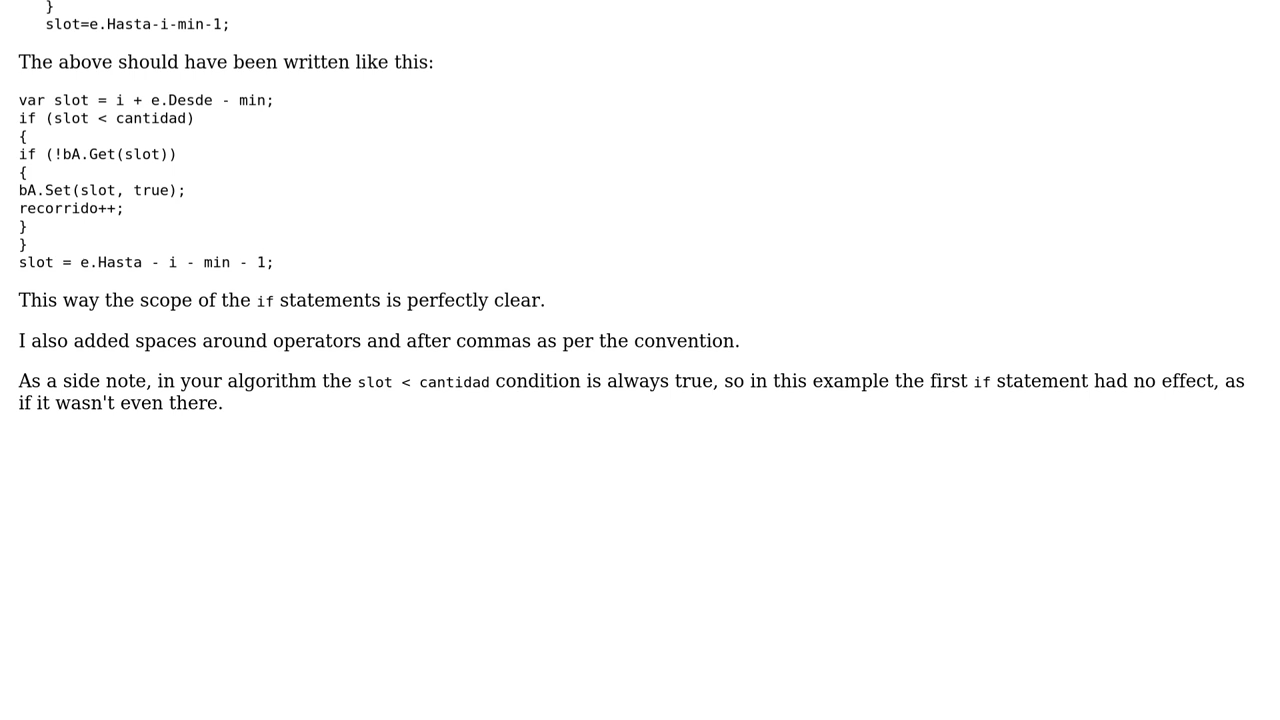 }
slot=e.Hasta-i-min-1;
The above should have been written like this:
var slot = i + e.Desde - min;
if (slot < cantidad)
{
if (!bA.Get(slot))
{
bA.Set(slot, true);
recorrido++;
}
}
slot = e.Hasta - i - min - 1;
This way the scope of the if statements is perfectly clear.
I also added spaces around operators and after commas as per the convention.
As a side note, in your algorithm the slot < cantidad condition is always true, so in this example the first if statement had no effect, as
if it wasn't even there.